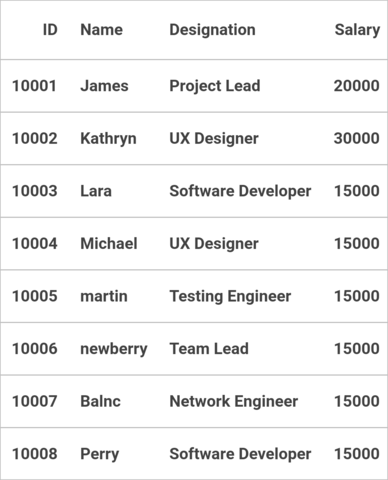 ID Name Designation Salary
10001 James Project Lead 20000
10002 Kathryn UX Designer 30000
10003 Lara Software Developer 15000
10004 Michael UX Designer 15000
10005 martin Testing Engineer 15000
10006 newberry Team Lead 15000
10007 Balnc Network Engineer 15000
10008 Perry Software Developer 15000